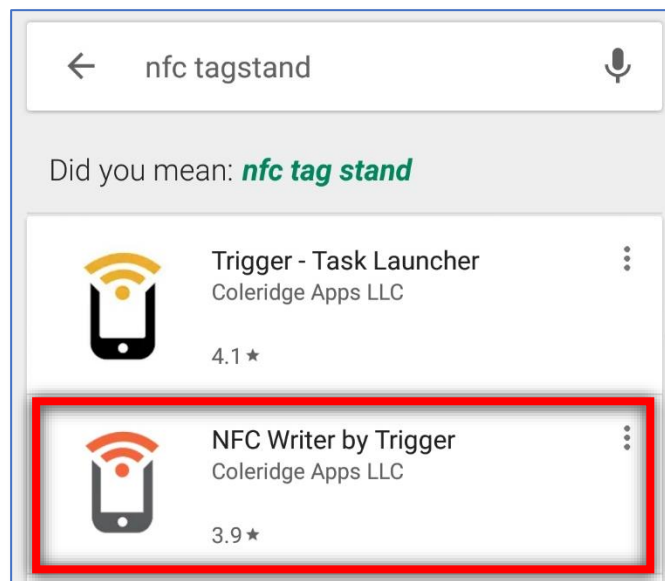 nfc tagstand
Did you mean: nfc tag stand
Trigger - Task Launcher
Coleridge Apps LLC
4.1★
NFC Writer by Trigger
Coleridge Apps LLC
3.9★